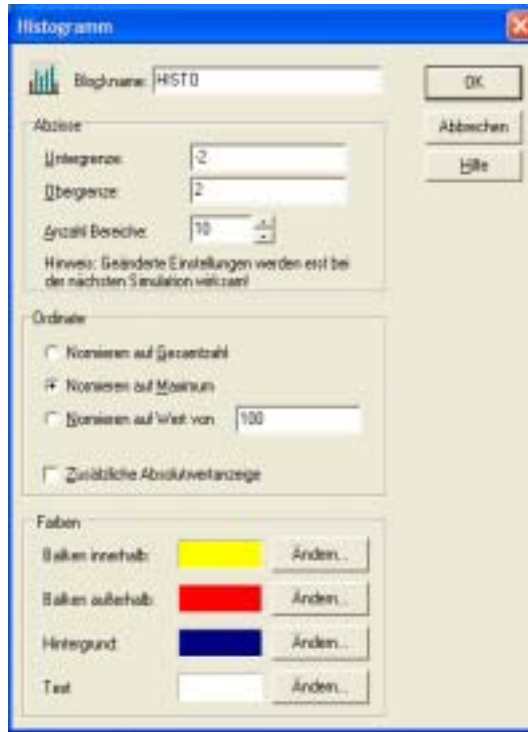 Histogramm
Blockname: HISTO
OK
Abbrechen
Hilfe
Abzisse
Untergrenze: -2
Obergrenze: 2
Anzahl Bereiche: 10
Hinweis: Geänderte Einstellungen werden erst bei
der nächsten Simulation wirksam!
Ordinate
Normieren auf Gesamtzahl
Normieren auf Maximum
Normieren auf Wert von 100
Zusätzliche Absolutwertanzeige
Farben
Balken innerhalb: Ändern...
Balken außerhalb: Ändern...
Hintergrund: Ändern...
Text Ändern...